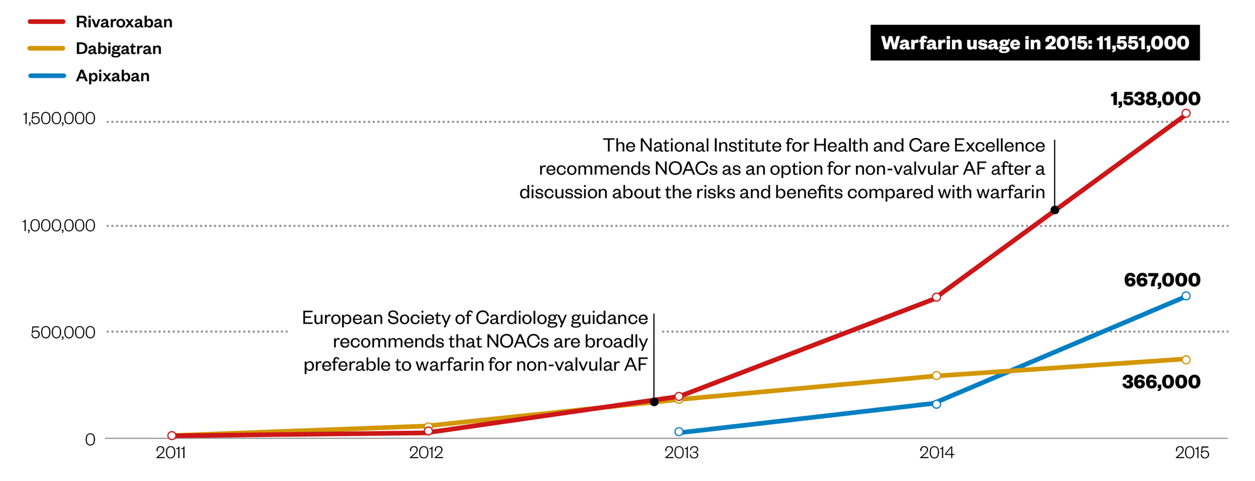 Rivaroxaban
Dabigatran
Apixaban
Warfarin usage in 2015: 11,551,000
1,538,000
1,500,000
The National Institute for Health and Care Excellence
recommends NOACs as an option for non-valvular AF after a
discussion about the risks and benefits compared with warfarin
1,000,000
667,000
European Society of Cardiology guidance
recommends that NOACs are broadly
preferable to warfarin for non-valvular AF
500,000
366,000
0
2011
2012
2013
2014
2015